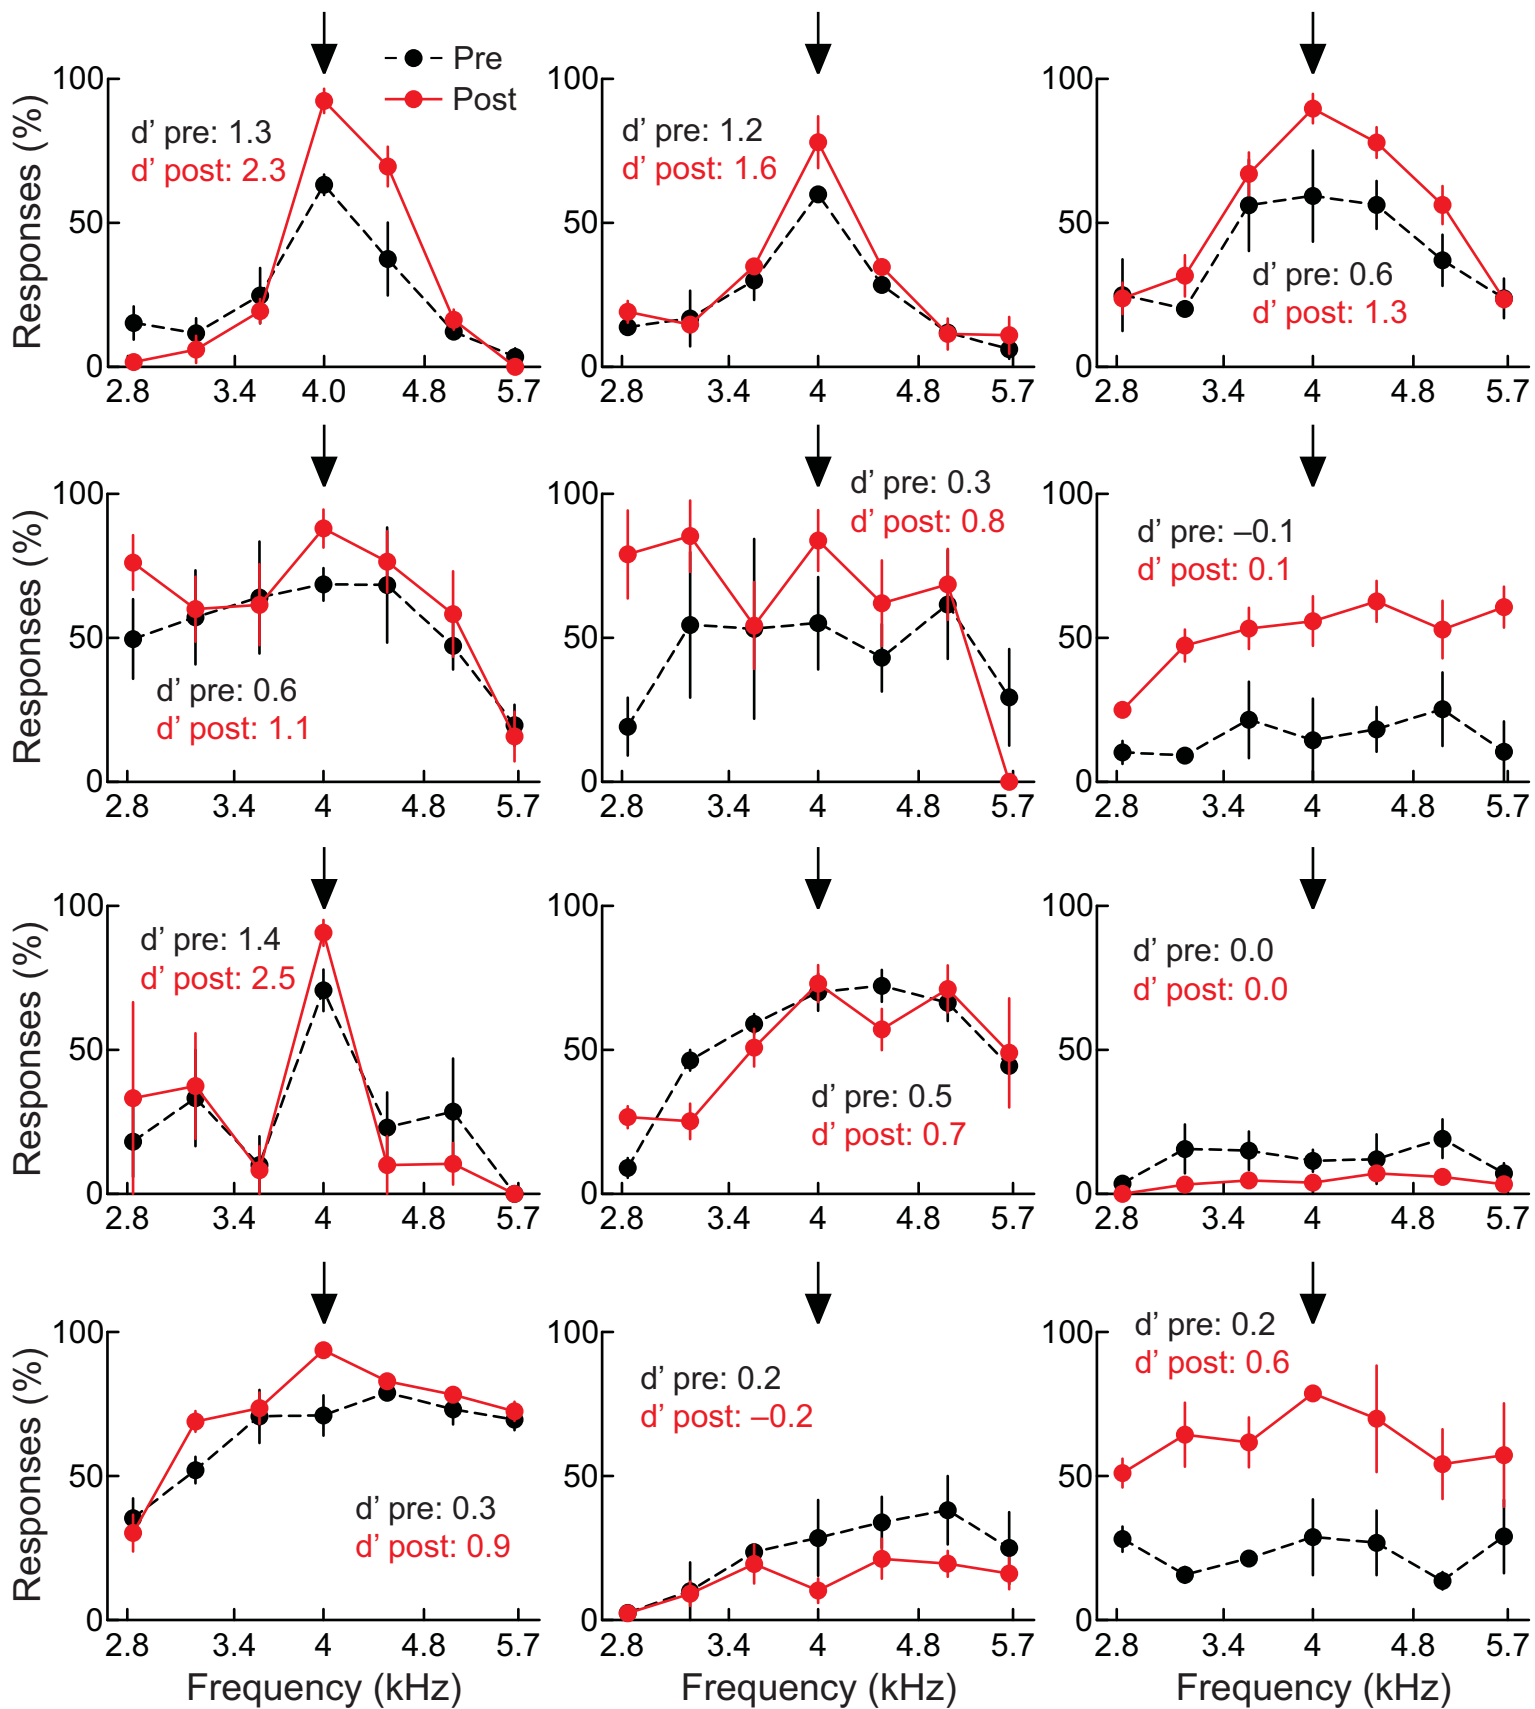 Pre
Post
Responses (%)
100
50
0
d’ pre: 1.3
d’ post: 2.3
2.8 3.4 4.0 4.8 5.7
100
50
0
d’ pre: 1.2
d’ post: 1.6
2.8 3.4 4 4.8 5.7
100
50
0
d’ pre: 0.6
d’ post: 1.3
2.8 3.4 4 4.8 5.7
Responses (%)
100
50
0
d’ pre: 0.6
d’ post: 1.1
2.8 3.4 4 4.8 5.7
100
50
0
d’ pre: 0.3
d’ post: 0.8
2.8 3.4 4 4.8 5.7
100
50
0
d’ pre: –0.1
d’ post: 0.1
2.8 3.4 4 4.8 5.7
Responses (%)
100
50
0
d’ pre: 1.4
d’ post: 2.5
2.8 3.4 4 4.8 5.7
100
50
0
d’ pre: 0.5
d’ post: 0.7
2.8 3.4 4 4.8 5.7
100
50
0
d’ pre: 0.0
d’ post: 0.0
2.8 3.4 4 4.8 5.7
Responses (%)
100
50
0
d’ pre: 0.3
d’ post: 0.9
2.8 3.4 4 4.8 5.7
Frequency (kHz)
100
50
0
d’ pre: 0.2
d’ post: –0.2
2.8 3.4 4 4.8 5.7
Frequency (kHz)
100
50
0
d’ pre: 0.2
d’ post: 0.6
2.8 3.4 4 4.8 5.7
Frequency (kHz)